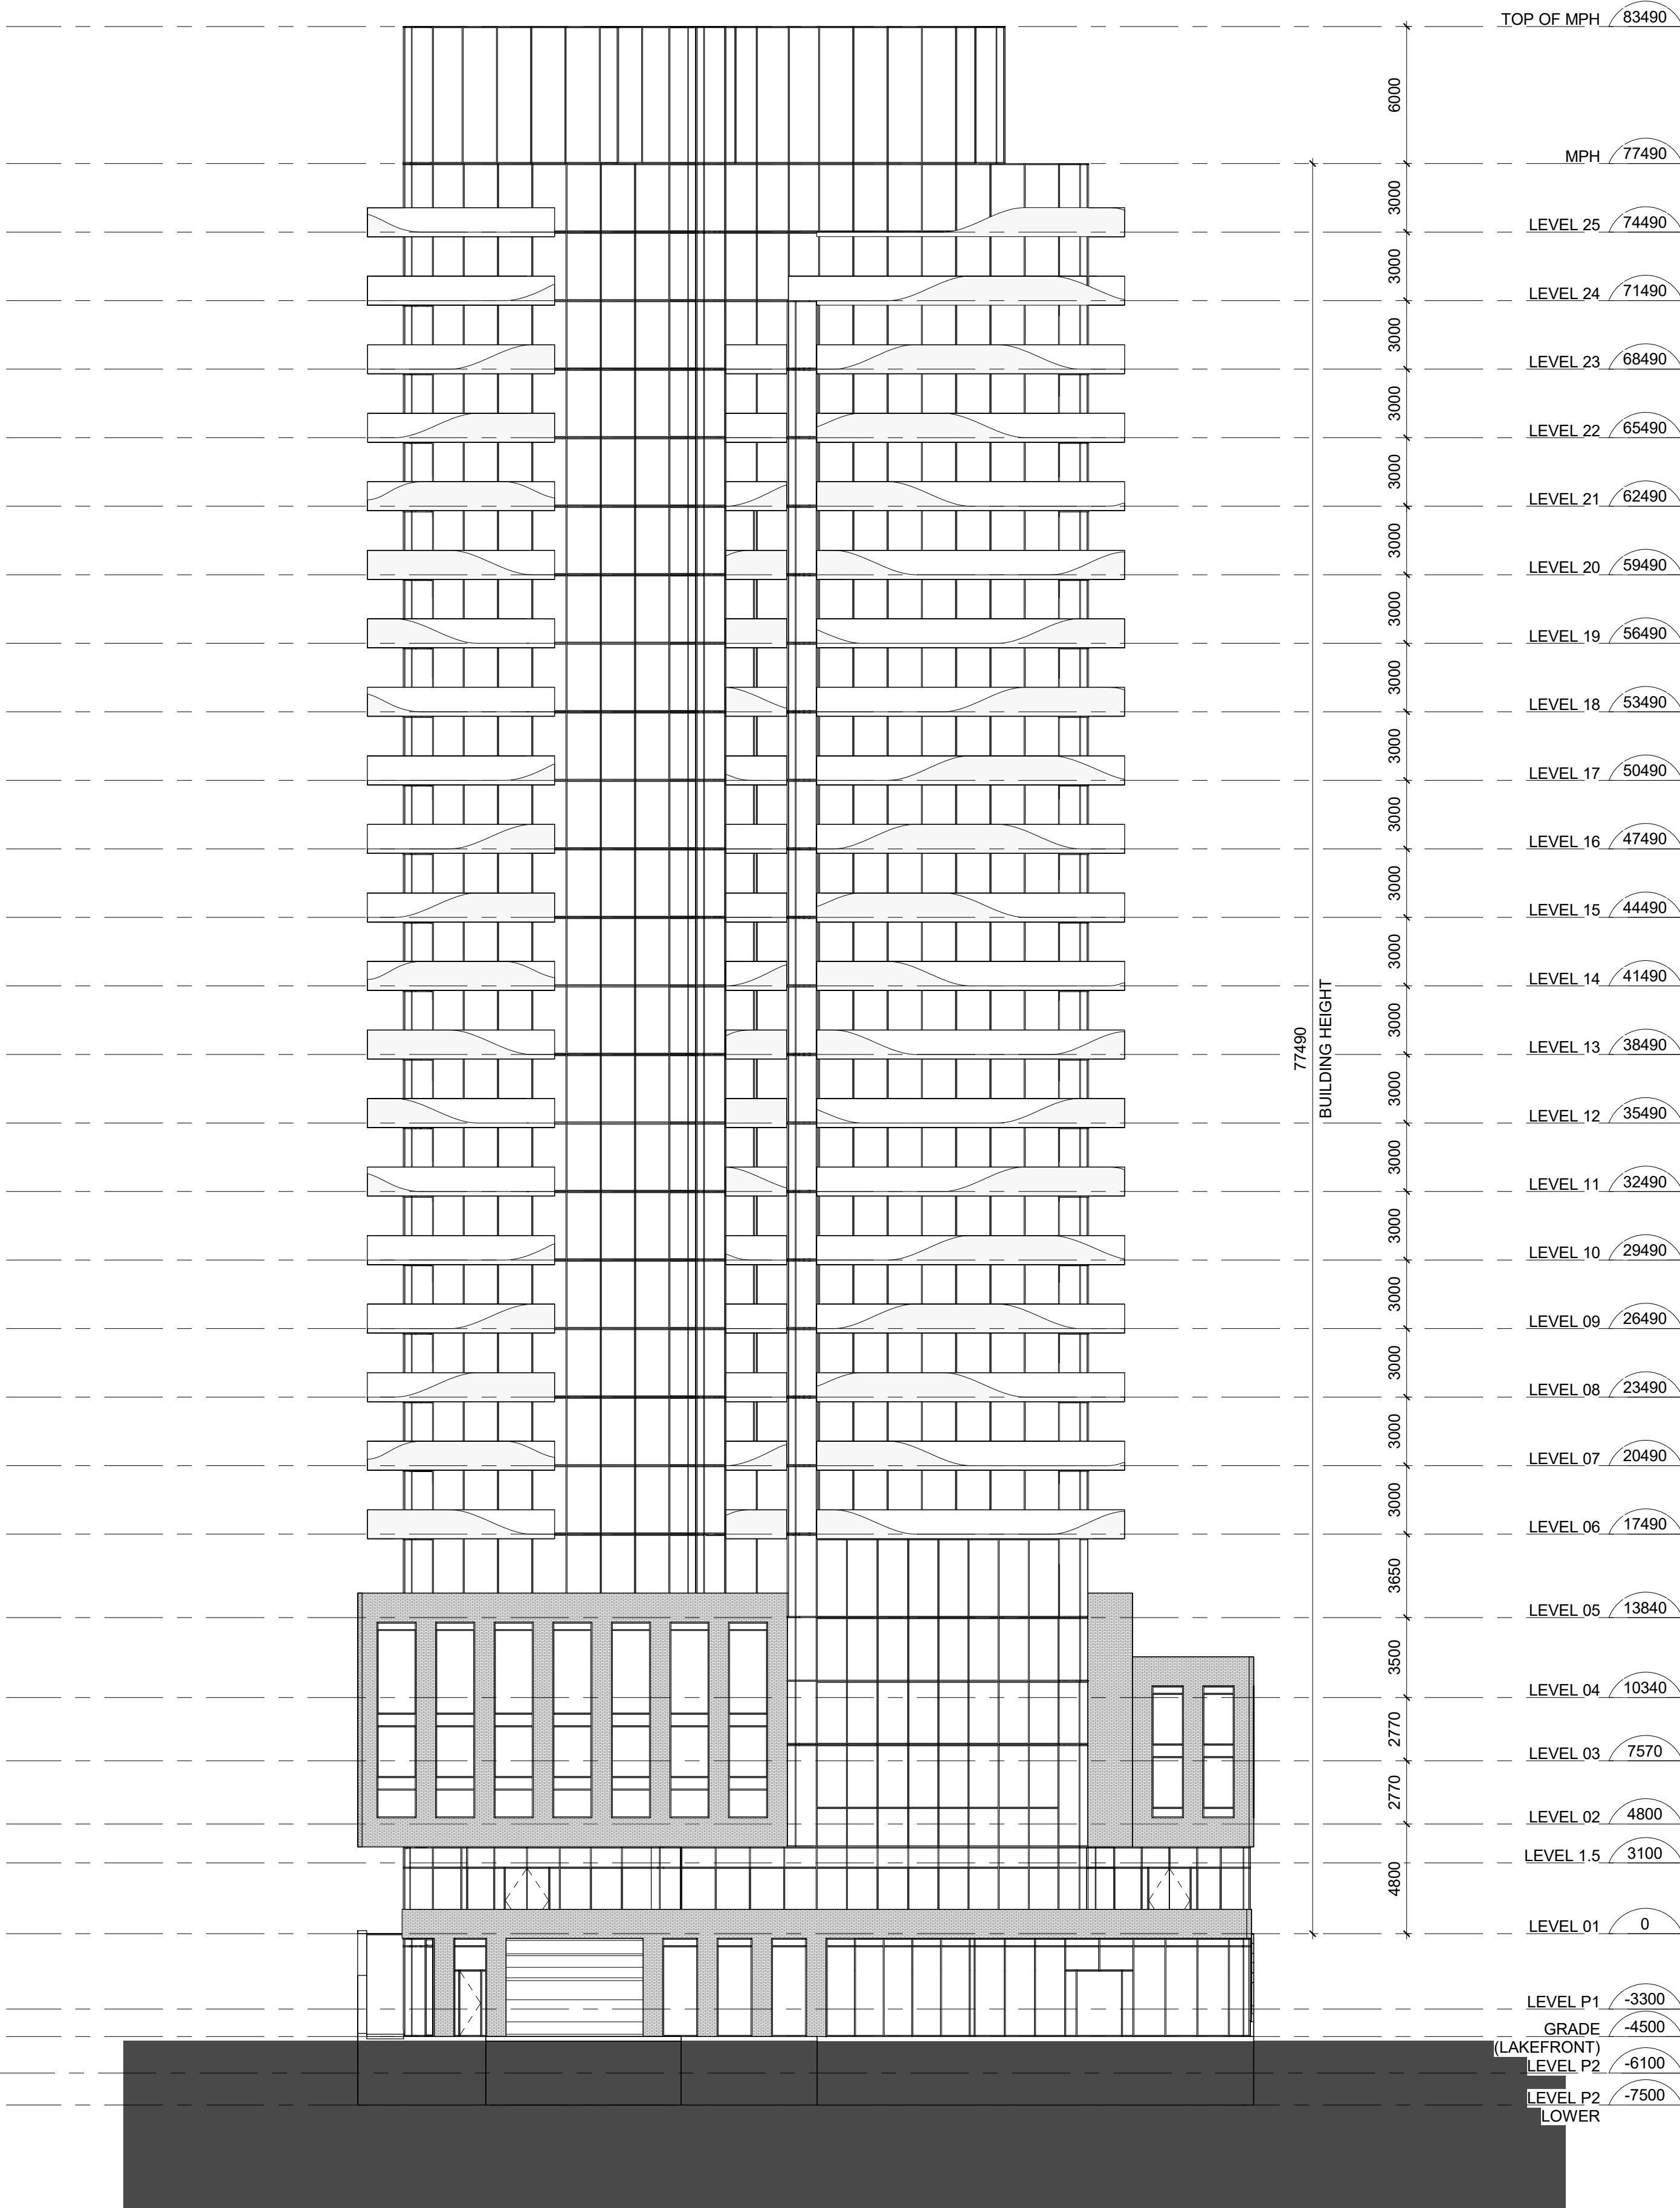 TOP OF MPH 83490
6000
MPH 77490
3000
LEVEL 25 74490
3000
LEVEL 24 71490
3000
LEVEL 23 68490
3000
LEVEL 22 65490
3000
LEVEL 21 62490
3000
LEVEL 20 59490
3000
LEVEL 19 56490
3000
LEVEL 18 53490
3000
LEVEL 17 50490
3000
LEVEL 16 47490
3000
LEVEL 15 44490
3000
LEVEL 14 41490
3000
77490
BUILDING HEIGHT
LEVEL 13 38490
3000
LEVEL 12 35490
3000
LEVEL 11 32490
3000
LEVEL 10 29490
3000
LEVEL 09 26490
3000
LEVEL 08 23490
3000
LEVEL 07 20490
3000
LEVEL 06 17490
3650
LEVEL 05 13840
3500
LEVEL 04 10340
2770
LEVEL 03 7570
2770
LEVEL 02 4800
LEVEL 1.5 3100
4800
LEVEL 01 0
LEVEL P1 -3300
GRADE -4500
(LAKEFRONT)
LEVEL P2 -6100
LEVEL P2 -7500
LOWER